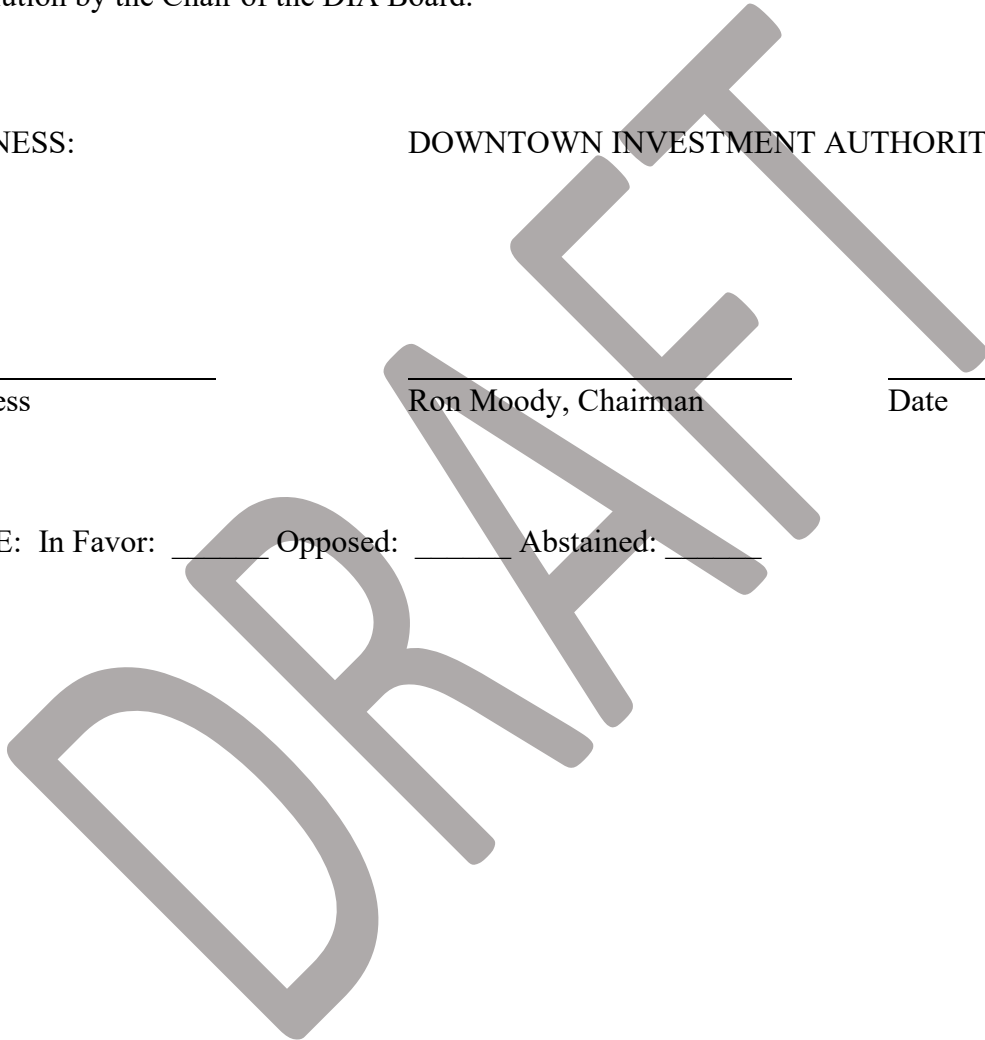 ution by the Chair of the DIA Board.
NESS: DOWNTOWN INVESTMENT AUTHORIT
ess Ron Moody, Chairman Date
E: In Favor: ______ Opposed: ______ Abstained: ______
DRAFT